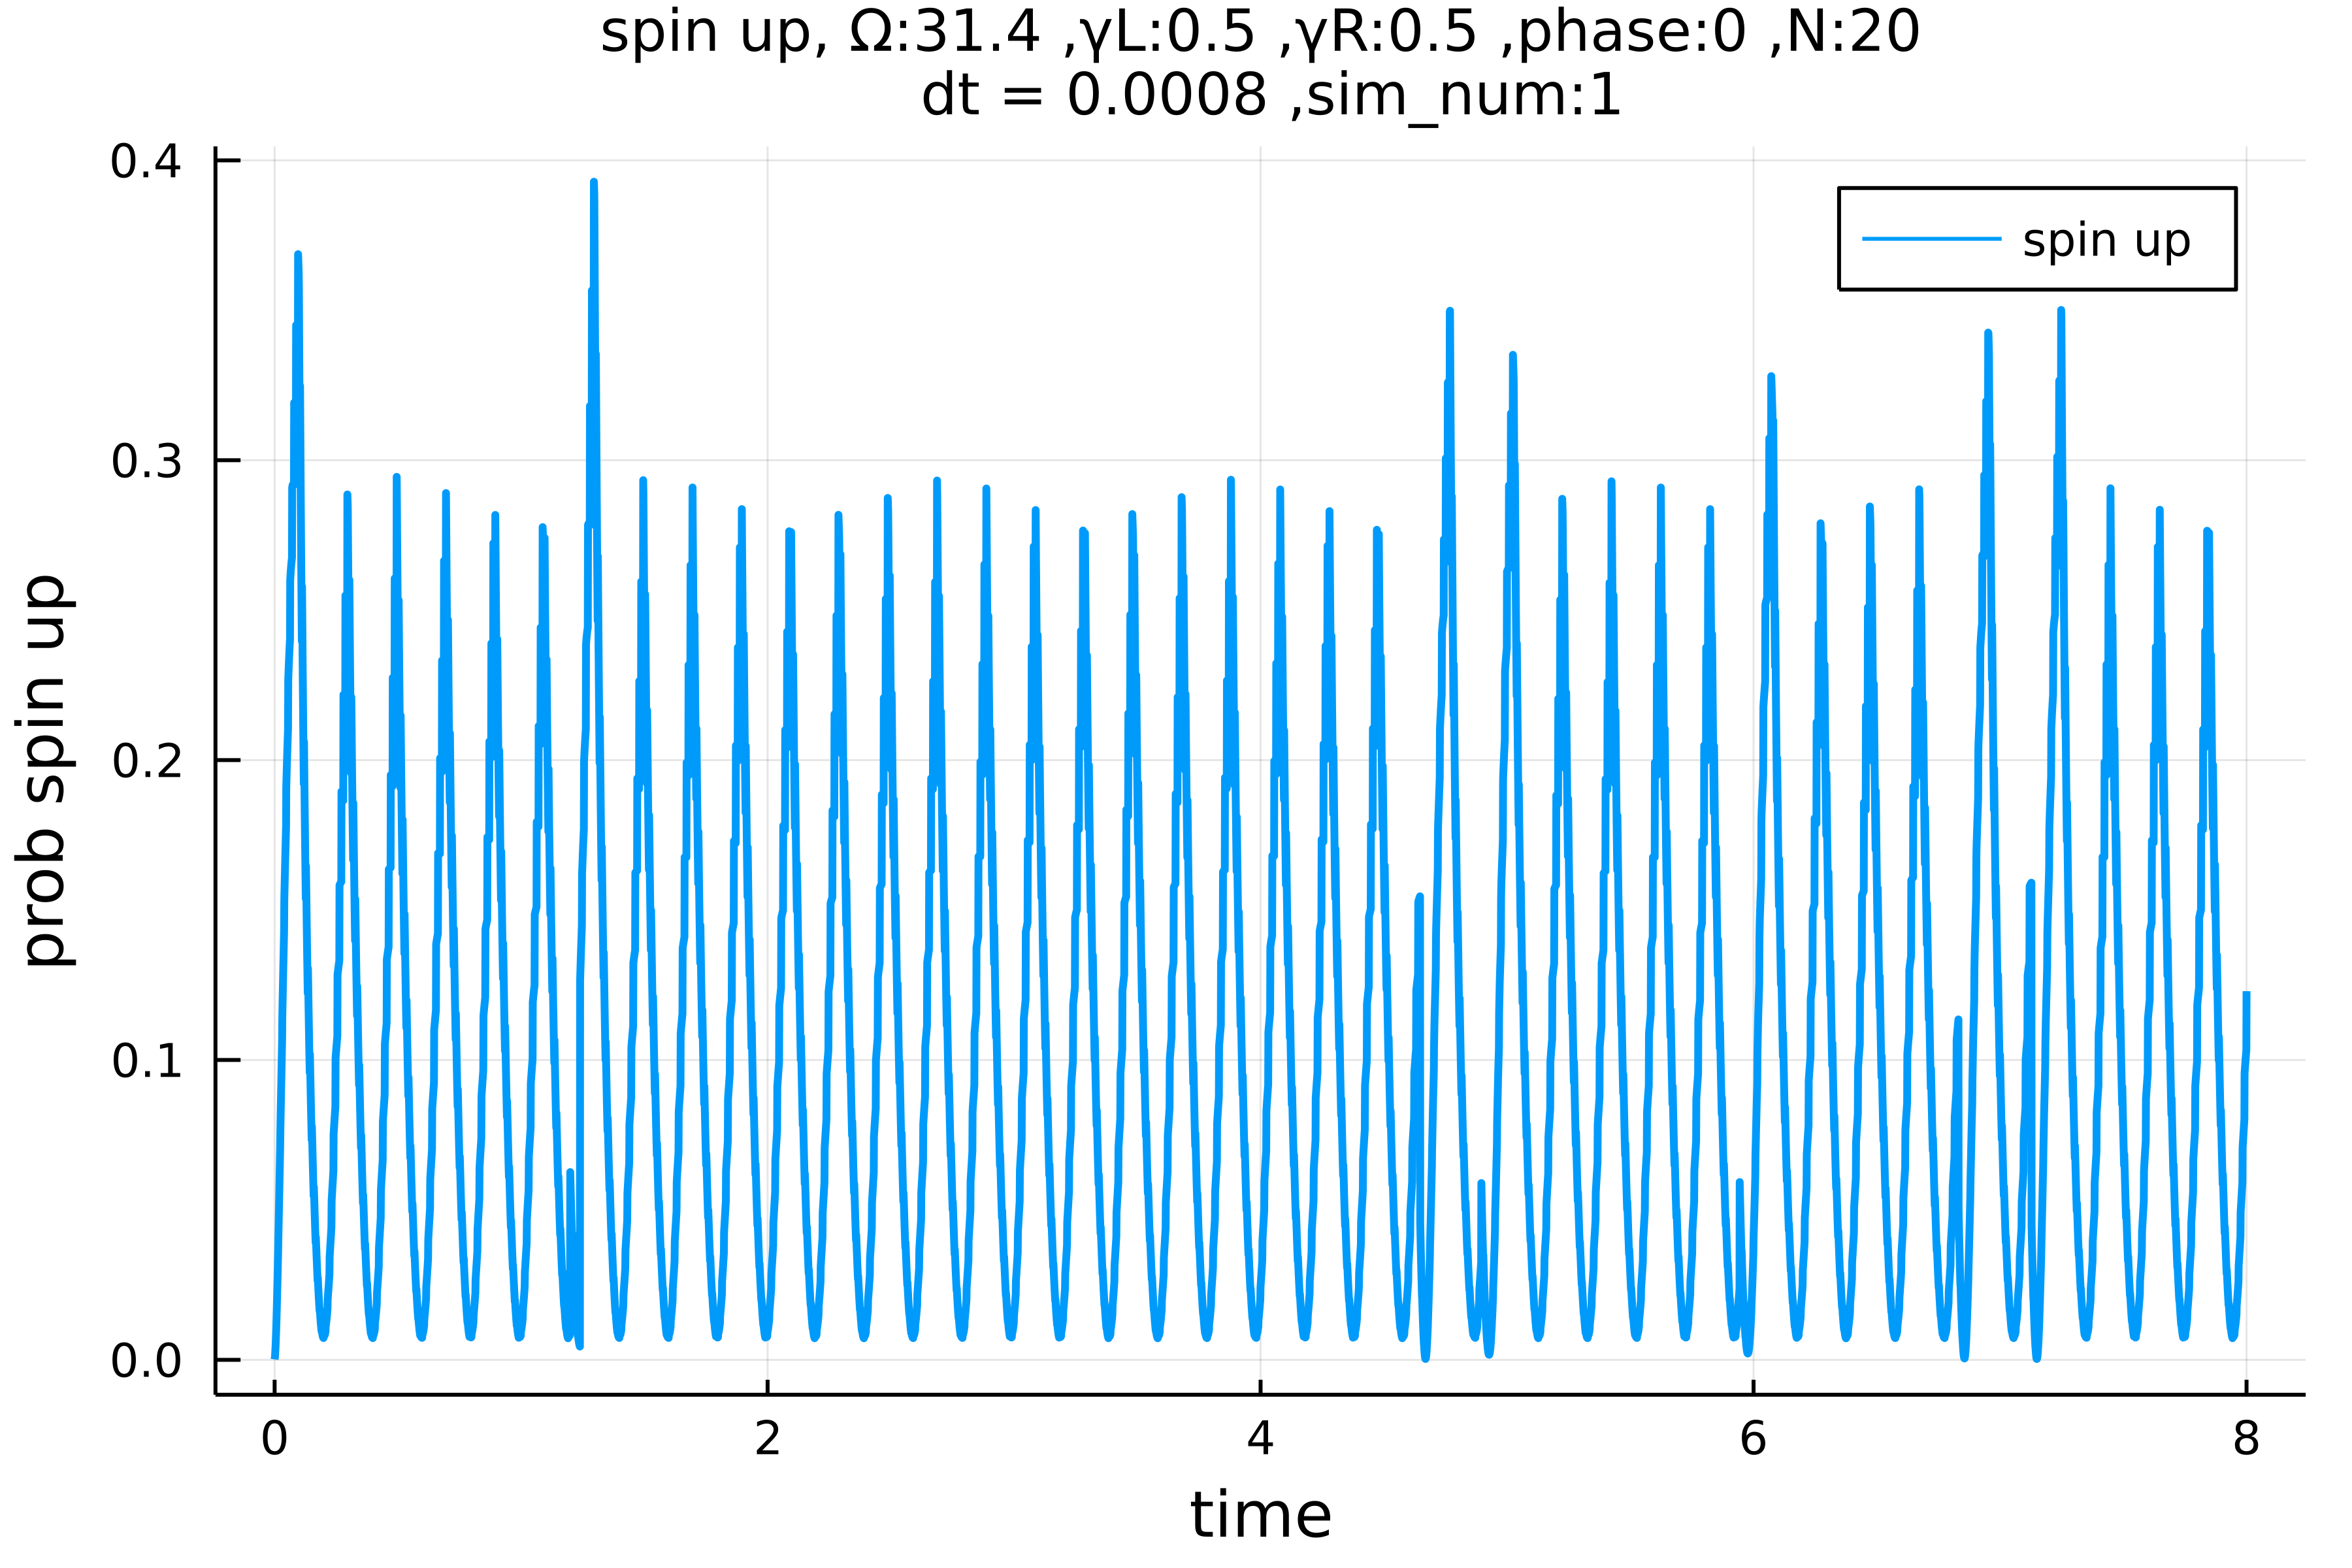 spin up, Ω:31.4 ,γL:0.5 ,γR:0.5 ,phase:0 ,N:20
dt = 0.0008 ,sim_num:1
0.4
spin up
0.3
0.2
0.1
0.0
prob spin up
0 2 4 6 8
time